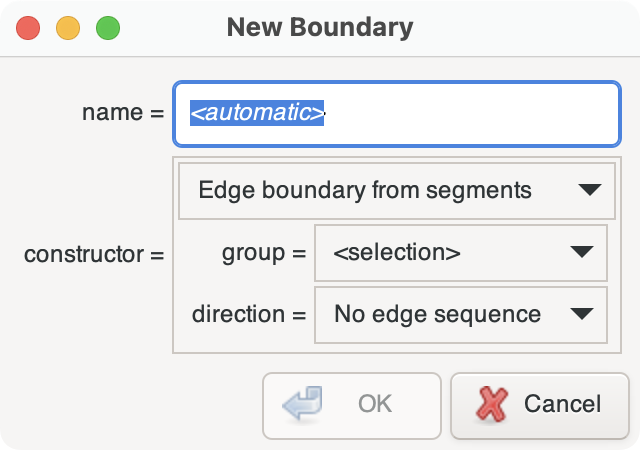 New Boundary
name = <automatic>
Edge boundary from segments
constructor =
group = <selection>
direction = No edge sequence
OK
Cancel